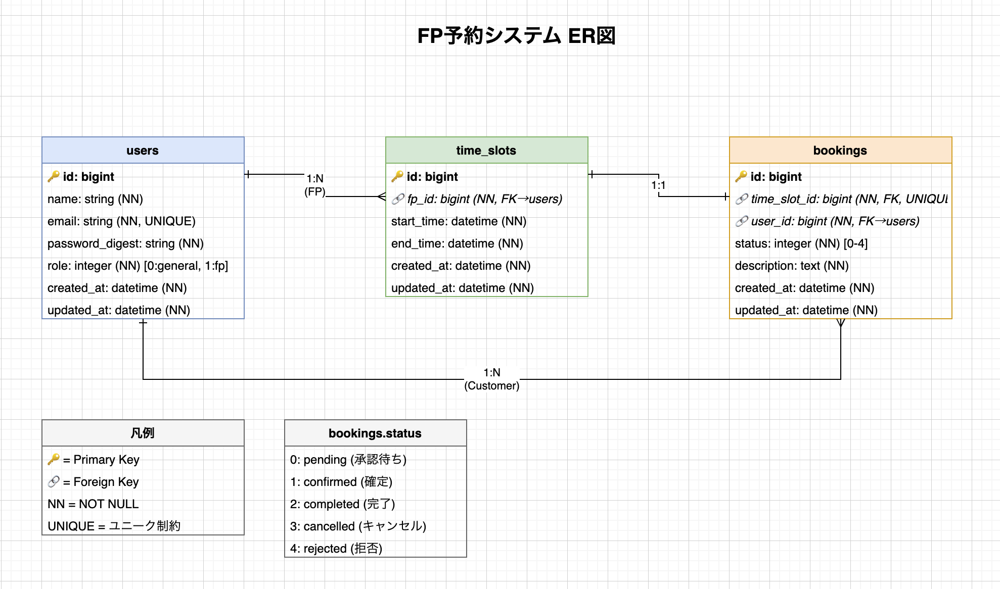 FP予約システム ER図
users
🔑 id: bigint
name: string (NN)
email: string (NN, UNIQUE)
password_digest: string (NN)
role: integer (NN) [0:general, 1:fp]
created_at: datetime (NN)
updated_at: datetime (NN)
1:N
(FP)
time_slots
🔑 id: bigint
🔗 fp_id: bigint (NN, FK→users)
start_time: datetime (NN)
end_time: datetime (NN)
created_at: datetime (NN)
updated_at: datetime (NN)
1:1
bookings
🔑 id: bigint
🔗 time_slot_id: bigint (NN, FK, UNIQUE
🔗 user_id: bigint (NN, FK→users)
status: integer (NN) [0-4]
description: text (NN)
created_at: datetime (NN)
updated_at: datetime (NN)
1:N
(Customer)
凡例
🔑 = Primary Key
🔗 = Foreign Key
NN = NOT NULL
UNIQUE = ユニーク制約
bookings.status
0: pending (承認待ち)
1: confirmed (確定)
2: completed (完了)
3: cancelled (キャンセル)
4: rejected (拒否)